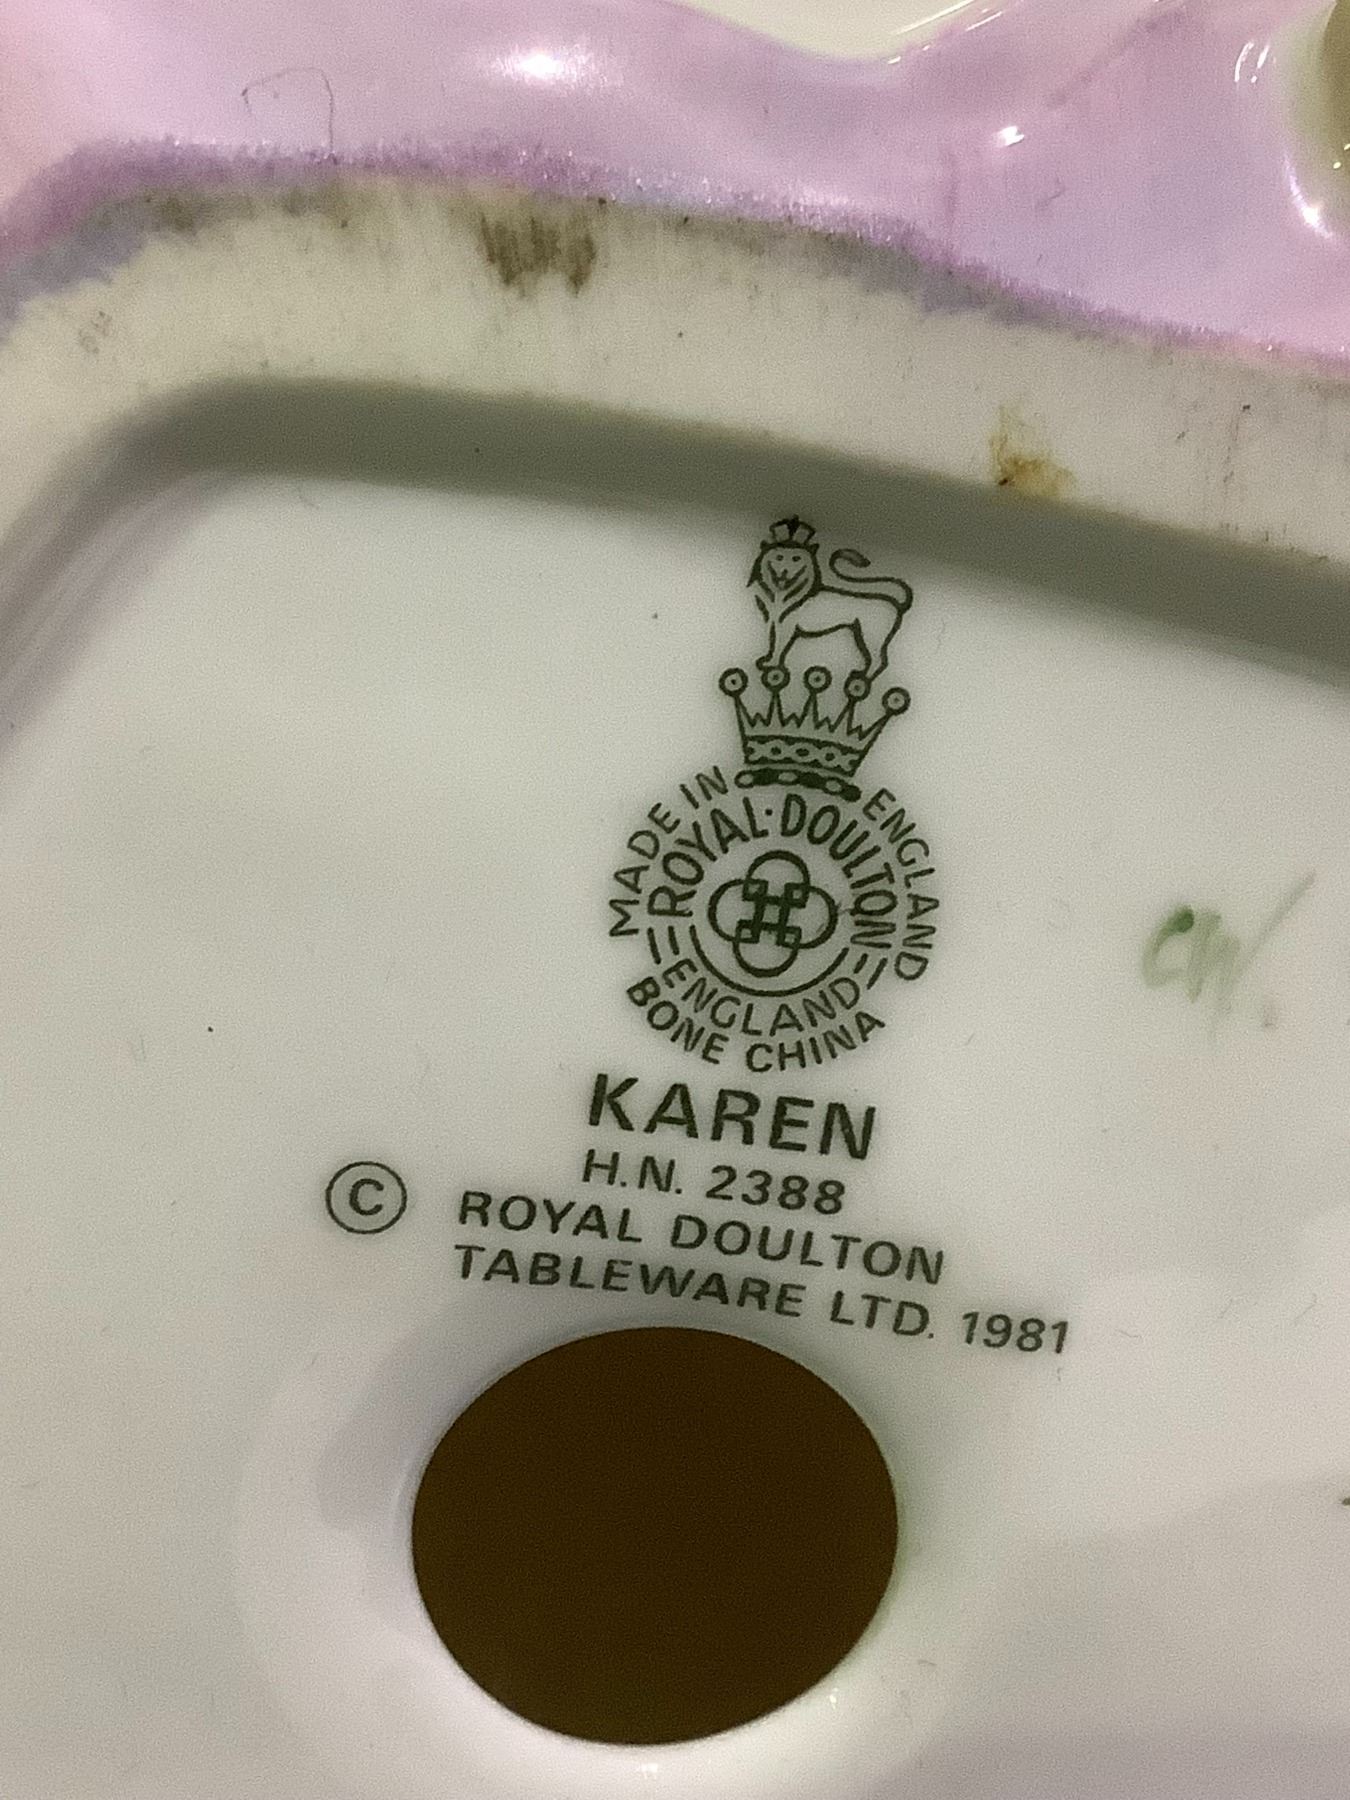 MADE IN ENGLAND
ROYAL·DOULTON
ENGLAND
BONE CHINA
KAREN
H.N. 2388
© ROYAL DOULTON
TABLEWARE LTD. 1981